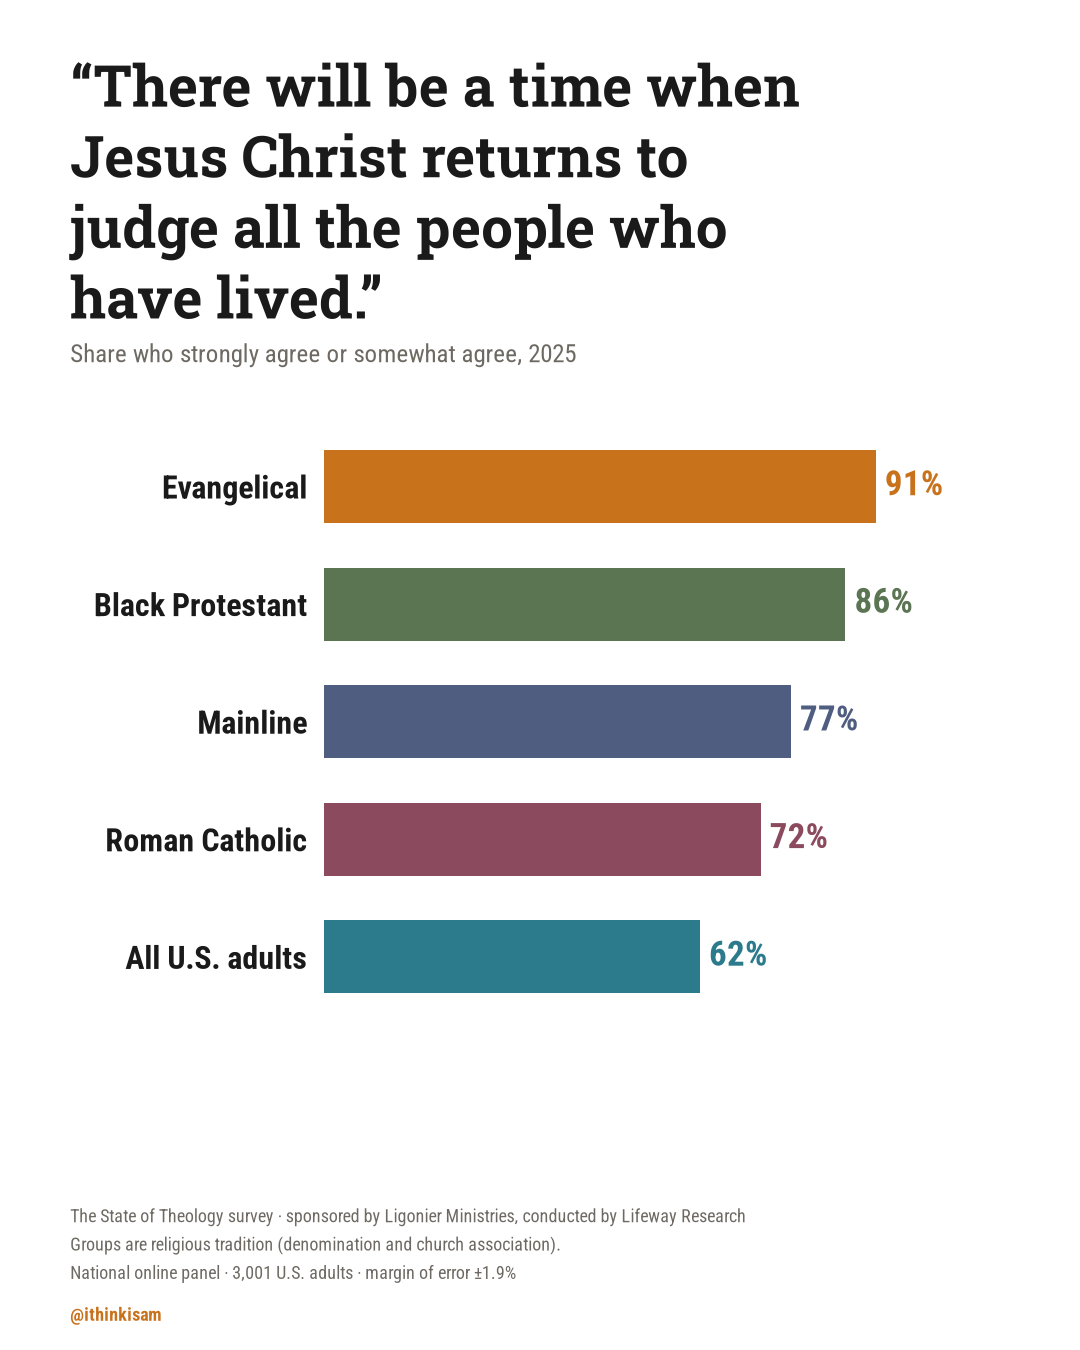 “There will be a time when
Jesus Christ returns to
judge all the people who
have lived.”
Share who strongly agree or somewhat agree, 2025
Evangelical 91%
Black Protestant 86%
Mainline 77%
Roman Catholic 72%
All U.S. adults 62%
The State of Theology survey · sponsored by Ligonier Ministries, conducted by Lifeway Research
Groups are religious tradition (denomination and church association).
National online panel · 3,001 U.S. adults · margin of error ±1.9%
@ithinkisam